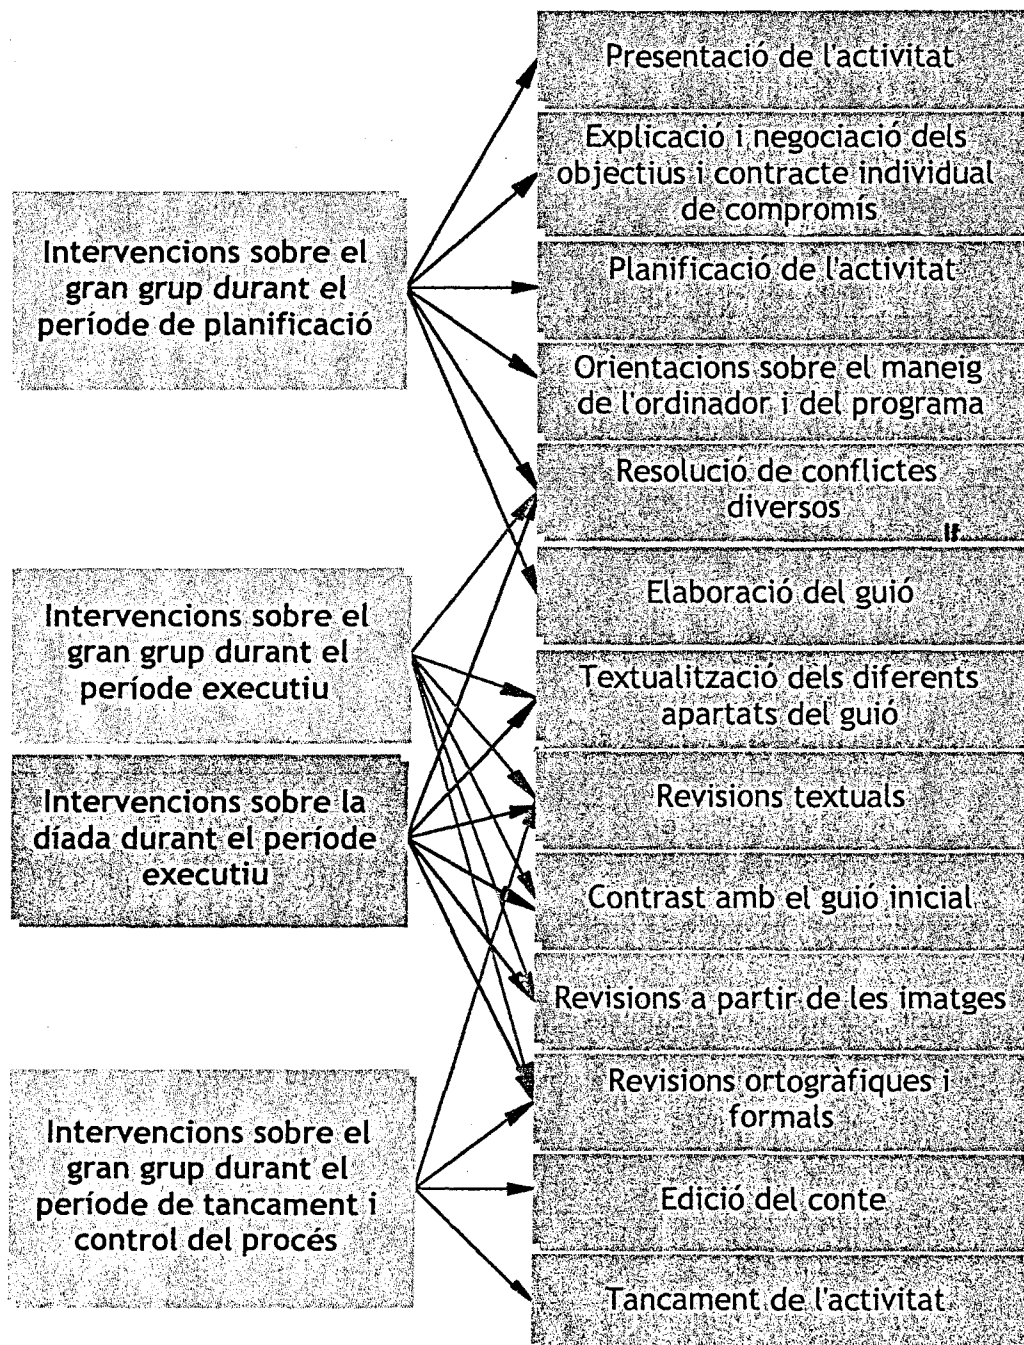 Presentació de l'activitat
Explicació i negociació dels
objectius i contracte individual
de compromís
Intervencions sobre el
gran grup durant el
període de planificació
Planificació de l'activitat
Orientacions sobre el maneig
de l'ordinador i del programa
Resolució de conflictes
diversos
Elaboració del guió
Intervencions sobre el
gran grup durant el
període executiu
Textualització dels diferents
apartats del guió
Intervencions sobre la
díada durant el període
executiu
Revisions textuals
Contrast amb el guió inicial
Revisions a partir de les imatges
Revisions ortogràfiques i
formals
Intervencions sobre el
gran grup durant el
període de tancament i
control del procés
Edició del conte
Tancament de l'activitat